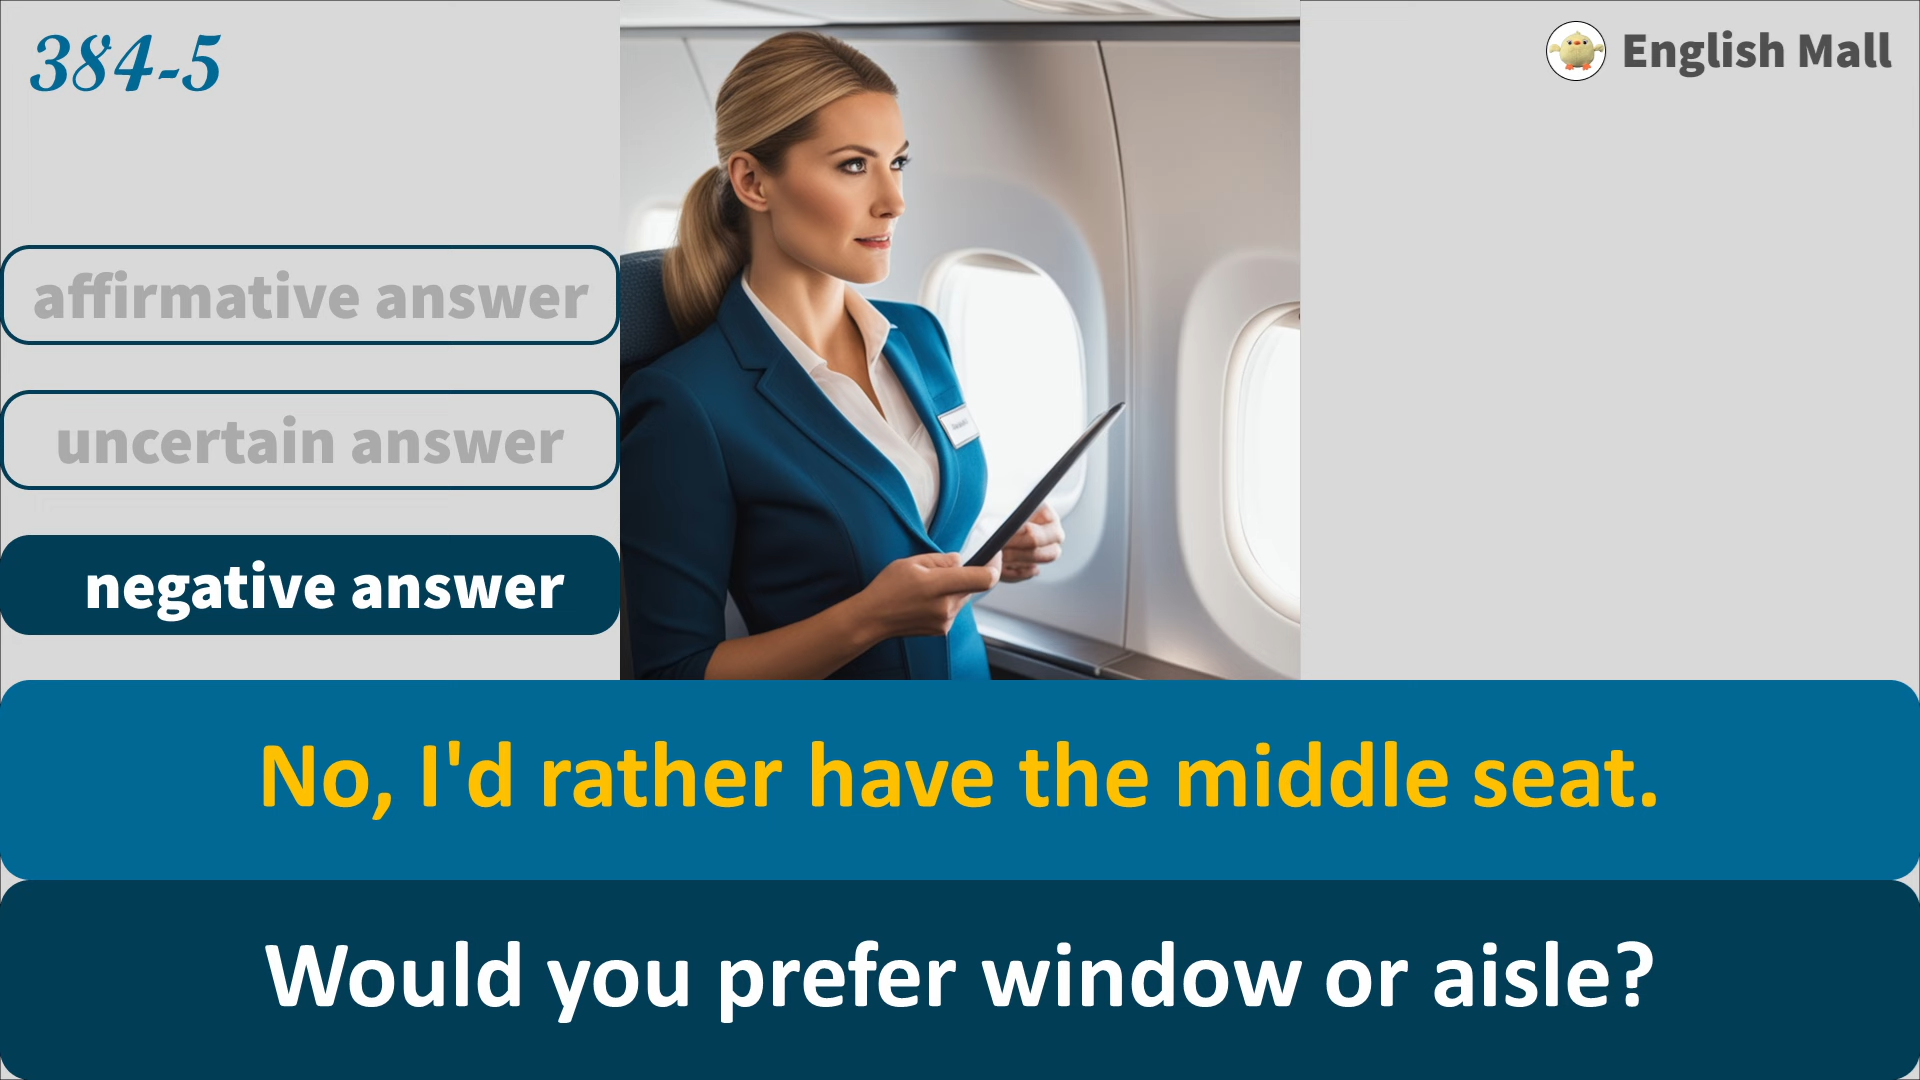 384-5
English Mall
affirmative answer
uncertain answer
negative answer
No, I'd rather have the middle seat.
Would you prefer window or aisle?